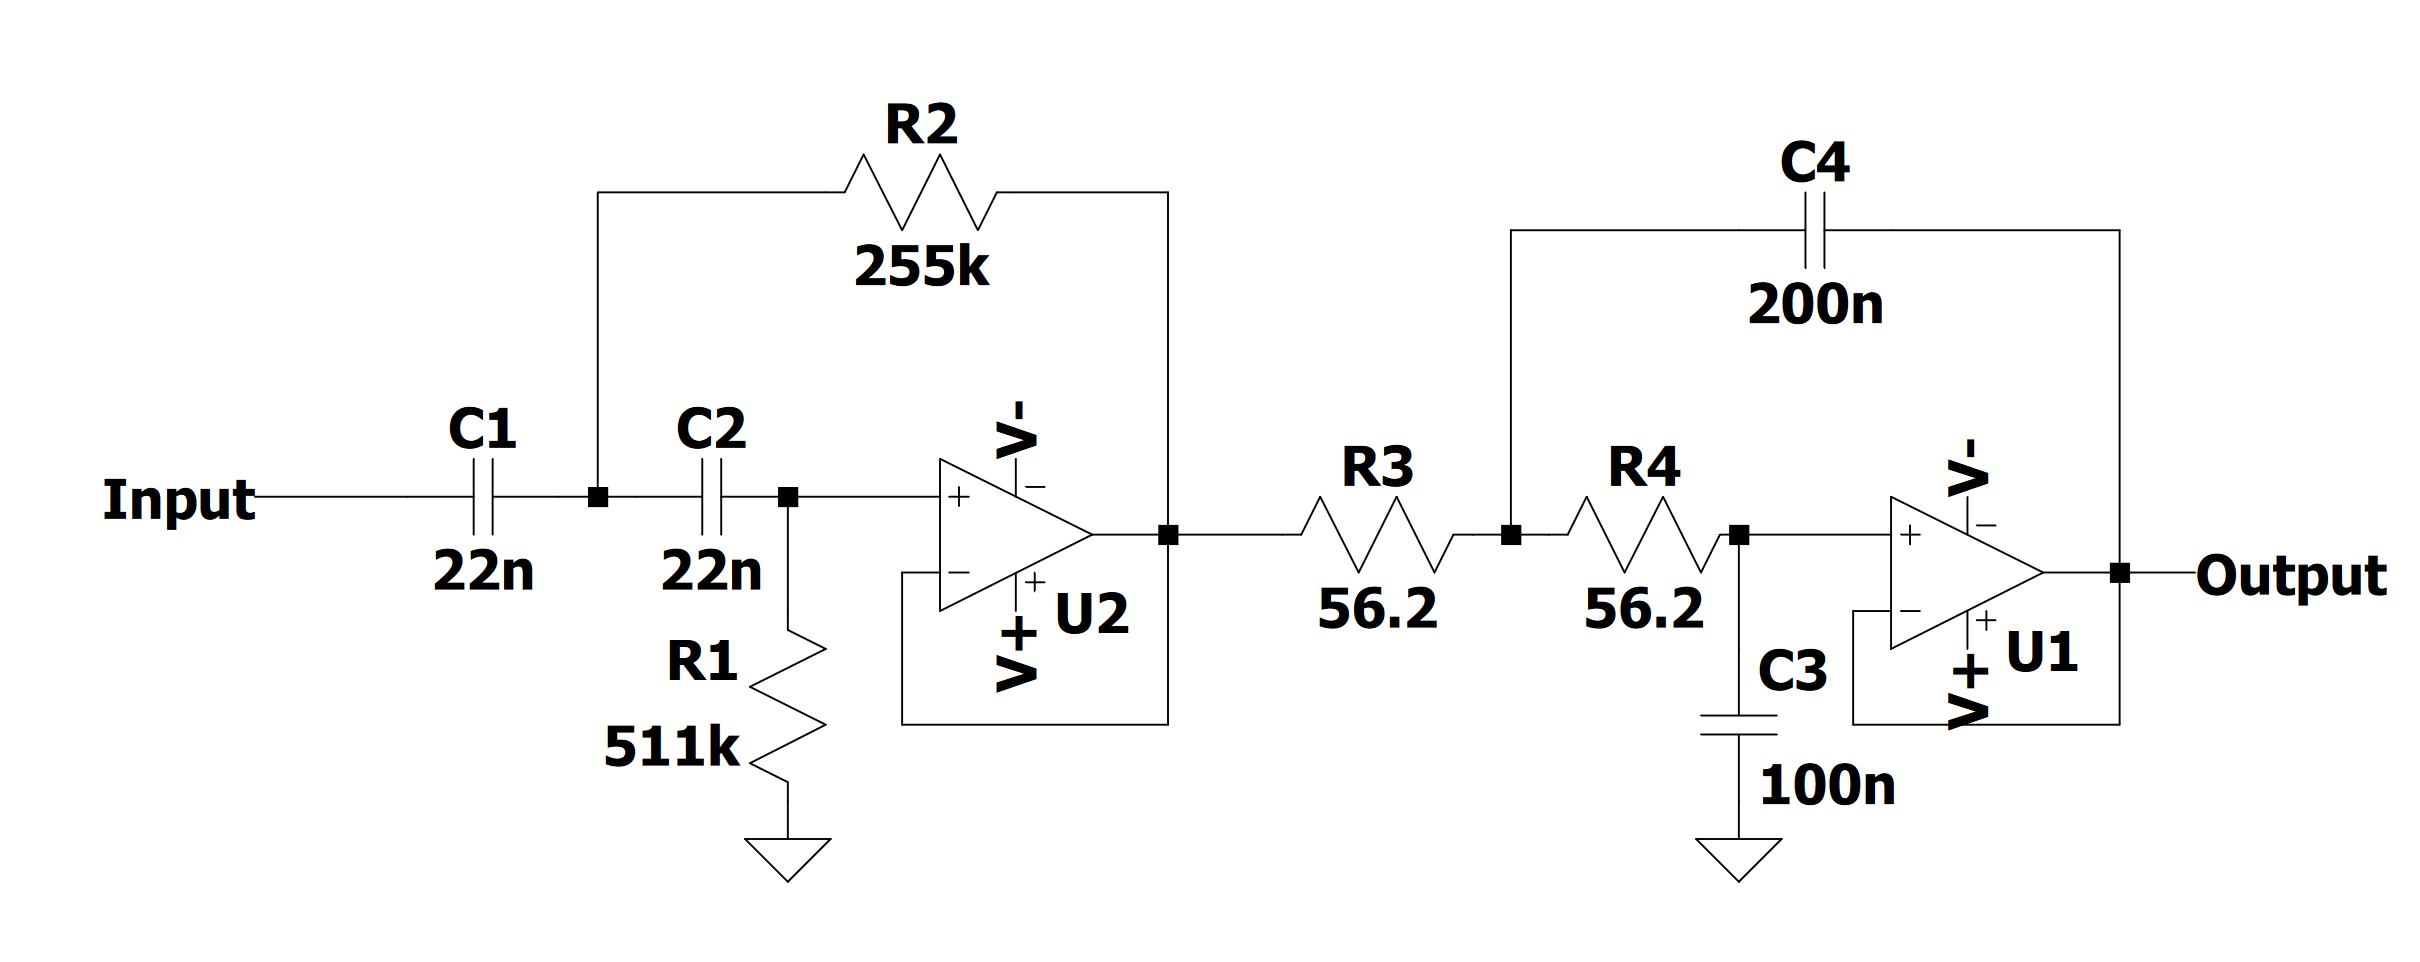 R2
255k
C4
200n
Input
C1
22n
C2
22n
V-
+
-
-
+
V+
U2
R1
511k
R3
56.2
R4
56.2
V-
+
-
-
+
V+
U1
C3
100n
Output